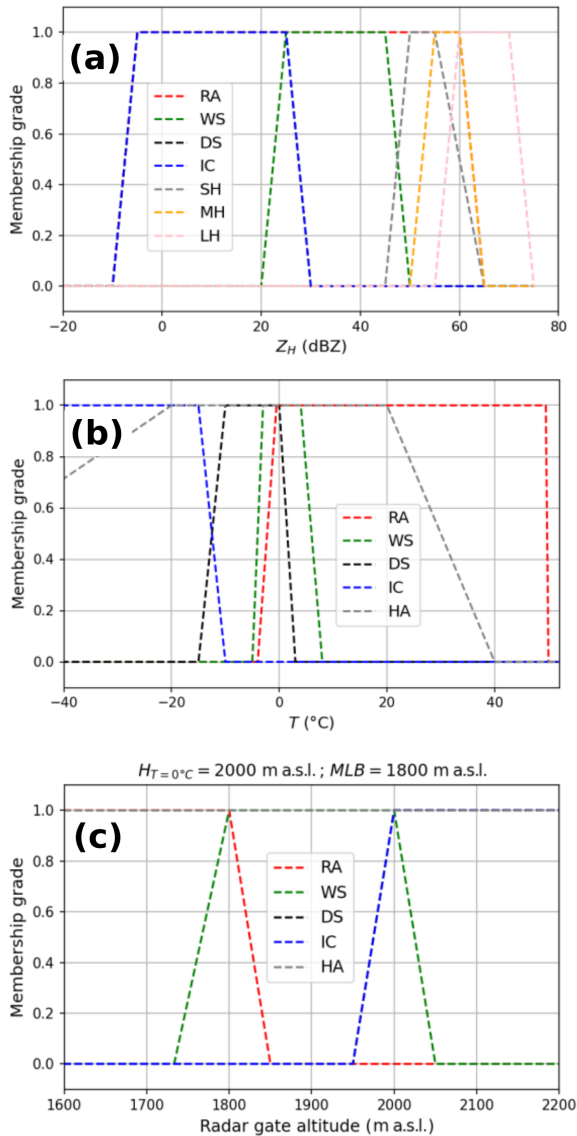 (a)
Membership grade
1.0
0.8
0.6
0.4
0.2
0.0
RA
WS
DS
IC
SH
MH
LH
−20 0 20 40 60 80
Z_H (dBZ)
(b)
Membership grade
1.0
0.8
0.6
0.4
0.2
0.0
RA
WS
DS
IC
HA
−40 −20 0 20 40
T (°C)
H_{T=0°C} = 2000 m a.s.l. ; MLB = 1800 m a.s.l.
(c)
Membership grade
1.0
0.8
0.6
0.4
0.2
0.0
RA
WS
DS
IC
HA
1600 1700 1800 1900 2000 2100 2200
Radar gate altitude (m a.s.l.)